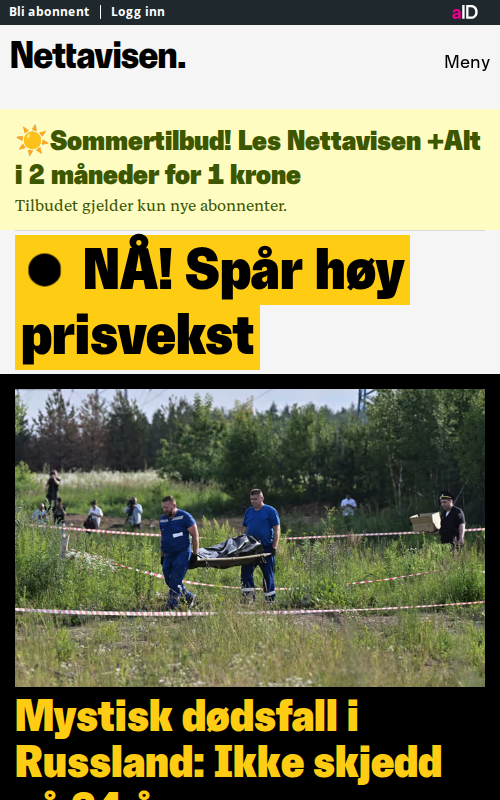 Bli abonnent
Logg inn
aID
Nettavisen.
Meny
☀️Sommertilbud! Les Nettavisen +Alt
i 2 måneder for 1 krone
Tilbudet gjelder kun nye abonnenter.
NÅ! Spår høy
prisvekst
Mystisk dødsfall i
Russland: Ikke skjedd